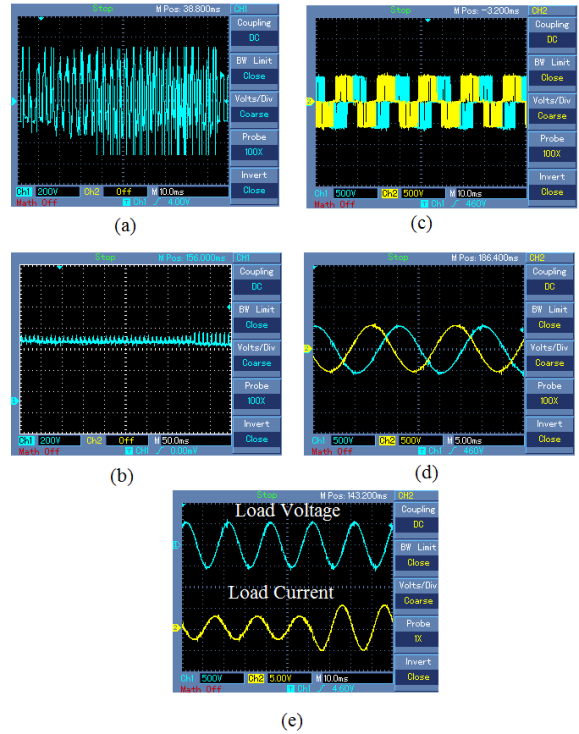 Stop M Pos: 38.800ms CH1
Coupling
DC
BW Limit
Close
Volts/Div
Coarse
Probe
100X
Invert
Close
Ch1 200V Ch2 Off M 10.0ms
Math Off T Ch1 4.00V
(a)
Stop M Pos: -3.200ms CH2
Coupling
DC
BW Limit
Close
Volts/Div
Coarse
Probe
100X
Invert
Close
Ch1 500V Ch2 500V M 10.0ms
Math Off T Ch1 460V
(c)
Stop M Pos: 156.000ms CH1
Coupling
DC
BW Limit
Close
Volts/Div
Coarse
Probe
100X
Invert
Close
Ch1 200V Ch2 Off M 50.0ms
Math Off T CH1 0.00mV
(b)
Stop M Pos: 186.400ms CH2
Coupling
DC
BW Limit
Close
Volts/Div
Coarse
Probe
100X
Invert
Close
Ch1 500V Ch2 500V M 5.00ms
Math Off T Ch1 460V
(d)
Stop M Pos: 143.200ms CH2
Load Voltage
Load Current
Coupling
DC
BW Limit
Close
Volts/Div
Coarse
Probe
1X
Invert
Close
Ch1 500V Ch2 5.00V M 10.0ms
Math Off T Ch1 4.60V
(e)